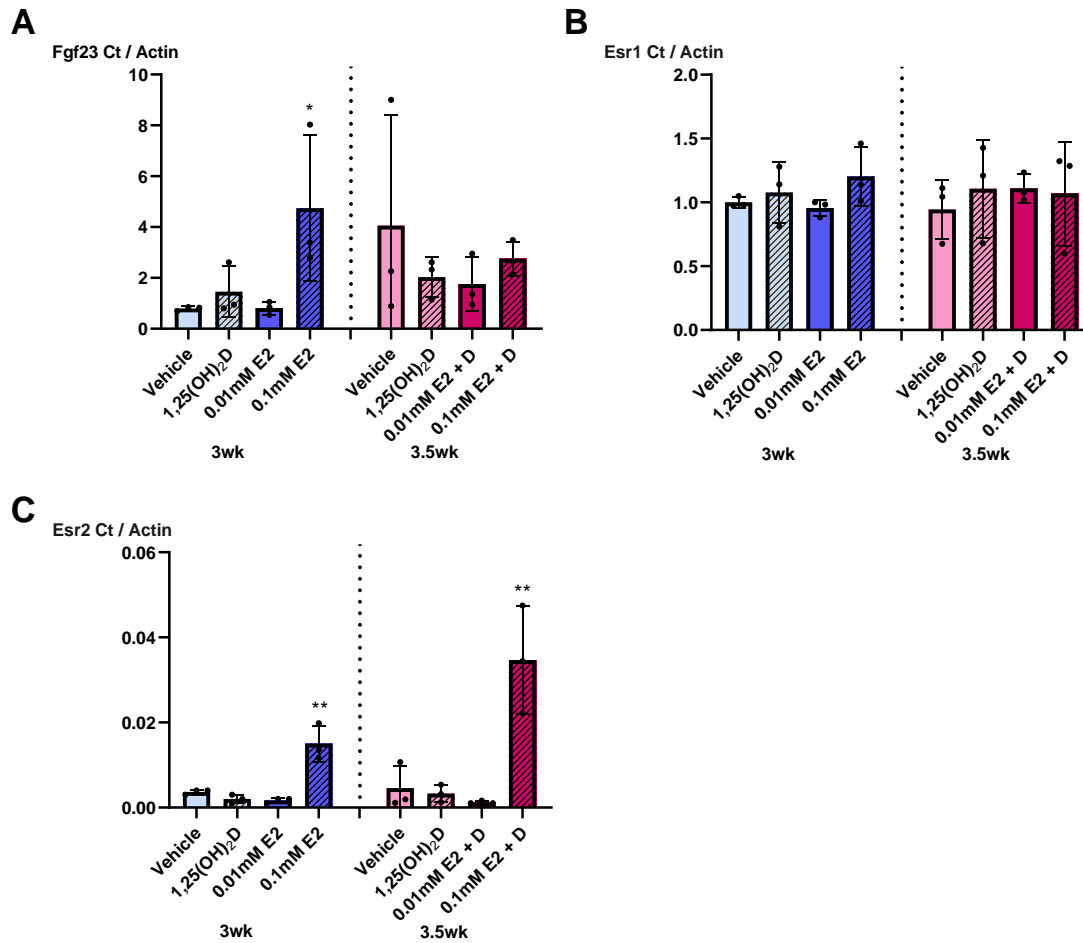 A
Fgf23 Ct / Actin
10
8
6
4
2
0
*
Vehicle
1,25(OH)₂D
0.01mM E2
0.1mM E2
Vehicle
1,25(OH)₂D
0.01mM E2 + D
0.1mM E2 + D
3wk
3.5wk
B
Esr1 Ct / Actin
2.0
1.5
1.0
0.5
0.0
Vehicle
1,25(OH)₂D
0.01mM E2
0.1mM E2
Vehicle
1,25(OH)₂D
0.01mM E2 + D
0.1mM E2 + D
3wk
3.5wk
C
Esr2 Ct / Actin
0.06
0.04
0.02
0.00
**
**
Vehicle
1,25(OH)₂D
0.01mM E2
0.1mM E2
Vehicle
1,25(OH)₂D
0.01mM E2 + D
0.1mM E2 + D
3wk
3.5wk